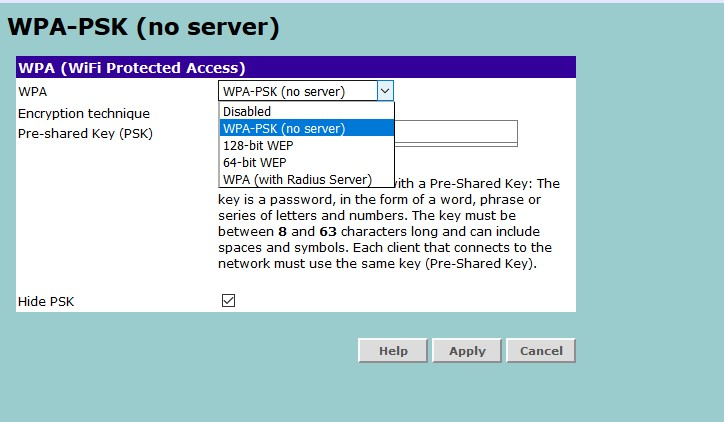 WPA-PSK (no server)
WPA (WiFi Protected Access)
WPA
WPA-PSK (no server)
Encryption technique
Disabled
WPA-PSK (no server)
Pre-shared Key (PSK)
128-bit WEP
64-bit WEP
WPA (with Radius Server)
with a Pre-Shared Key: The
key is a password, in the form of a word, phrase or
series of letters and numbers. The key must be
between 8 and 63 characters long and can include
spaces and symbols. Each client that connects to the
network must use the same key (Pre-Shared Key).
Hide PSK
Help
Apply
Cancel